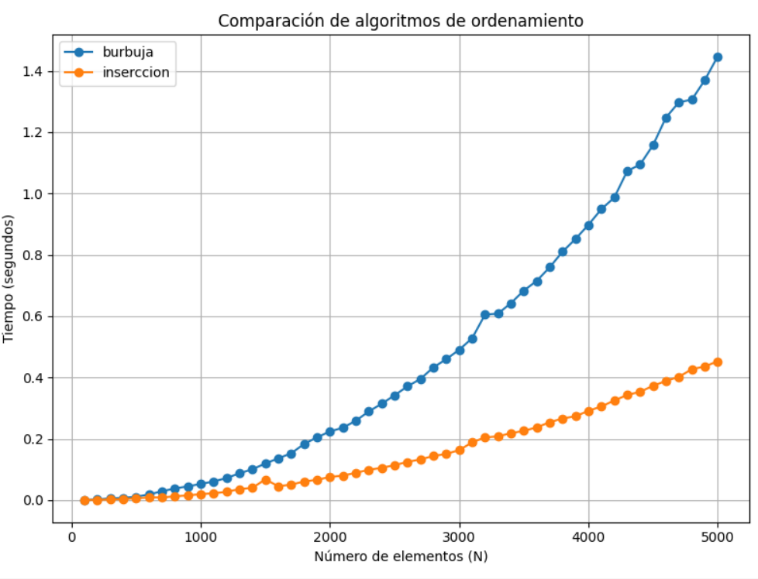 Comparación de algoritmos de ordenamiento
burbuja
inserccion
Tiempo (segundos)
1.4
1.2
1.0
0.8
0.6
0.4
0.2
0.0
0 1000 2000 3000 4000 5000
Número de elementos (N)